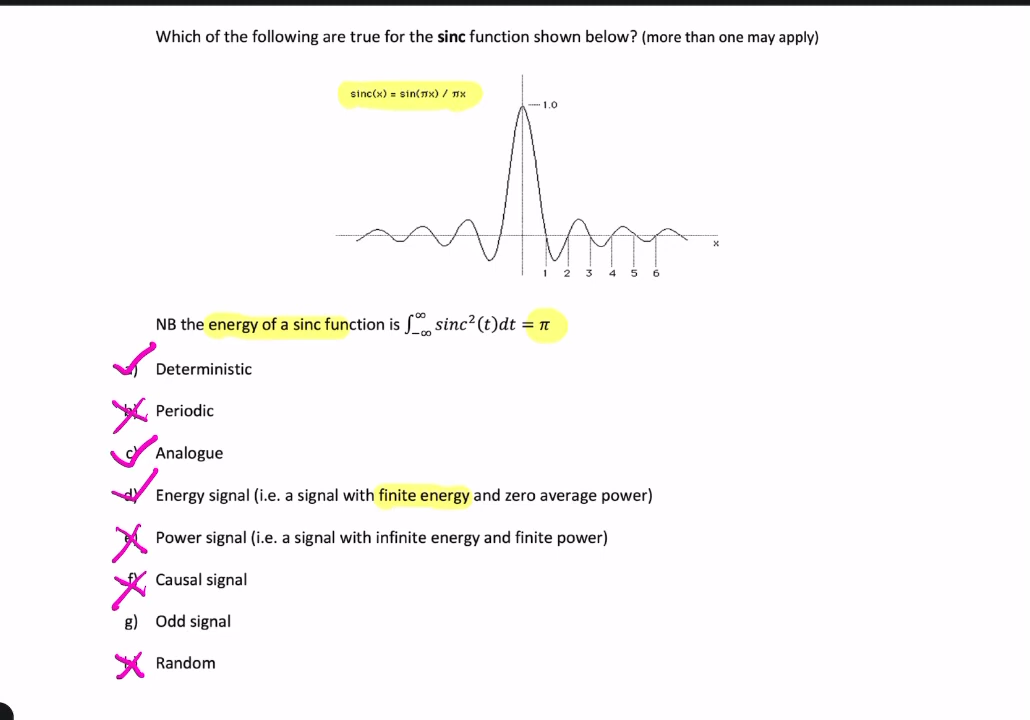 Which of the following are true for the sinc function shown below? (more than one may apply)
sinc(x) = sin(πx) / πx
1.0
x
1 2 3 4 5 6
NB the energy of a sinc function is ∫_{-∞}^{∞} sinc²(t)dt = π
Deterministic
Periodic
c) Analogue
d) Energy signal (i.e. a signal with finite energy and zero average power)
Power signal (i.e. a signal with infinite energy and finite power)
f) Causal signal
g) Odd signal
Random